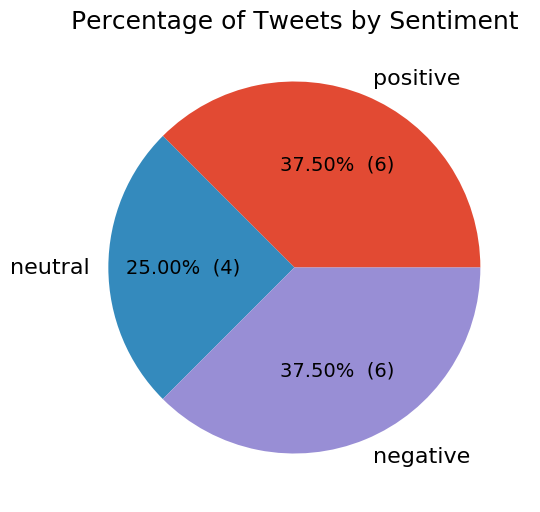 Percentage of Tweets by Sentiment
positive
37.50% (6)
neutral
25.00% (4)
37.50% (6)
negative